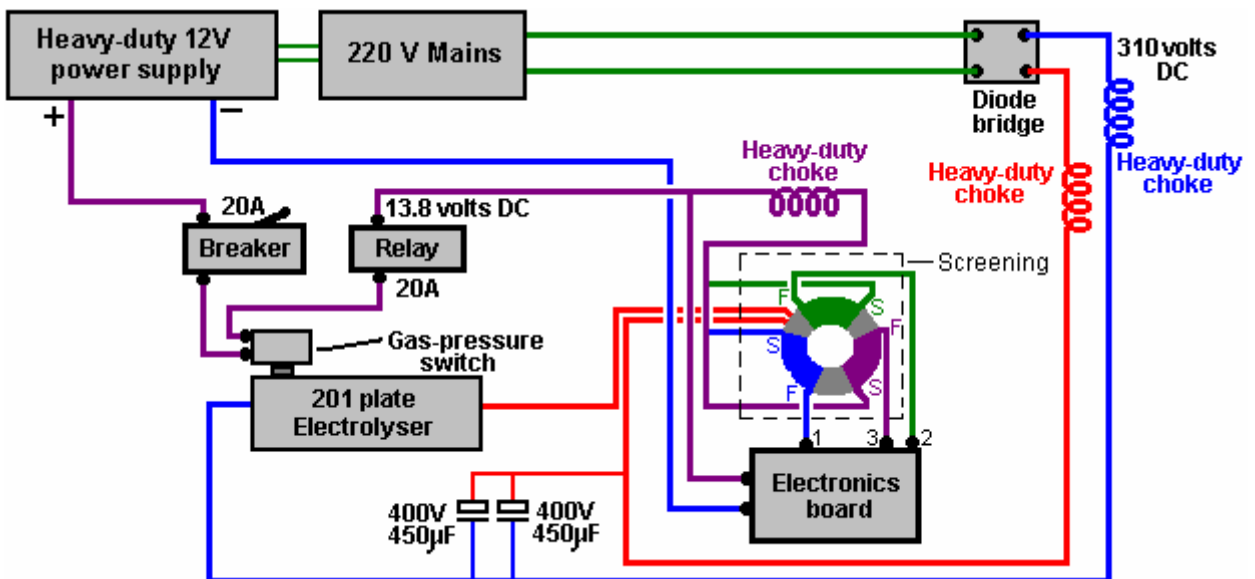 Heavy-duty 12V
power supply
220 V Mains
310 volts
DC
Diode
bridge
+
−
Heavy-duty
choke
Heavy-duty
choke
Heavy-duty
choke
20A
13.8 volts DC
Breaker
Relay
20A
Screening
F
S
F
S
S
F
Gas-pressure
switch
201 plate
Electrolyser
1
3
2
Electronics
board
400V
450µF
400V
450µF